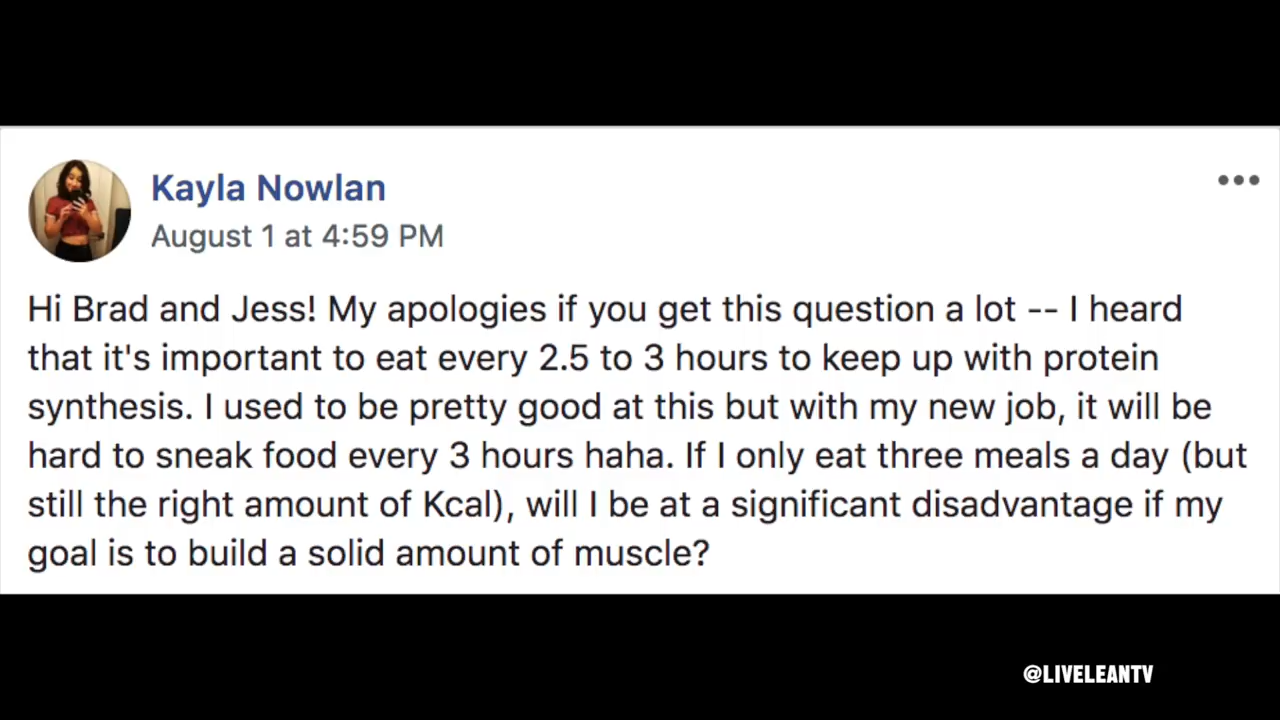 Kayla Nowlan
August 1 at 4:59 PM
Hi Brad and Jess! My apologies if you get this question a lot -- I heard
that it's important to eat every 2.5 to 3 hours to keep up with protein
synthesis. I used to be pretty good at this but with my new job, it will be
hard to sneak food every 3 hours haha. If I only eat three meals a day (but
still the right amount of Kcal), will I be at a significant disadvantage if my
goal is to build a solid amount of muscle?
@LIVELEANTV